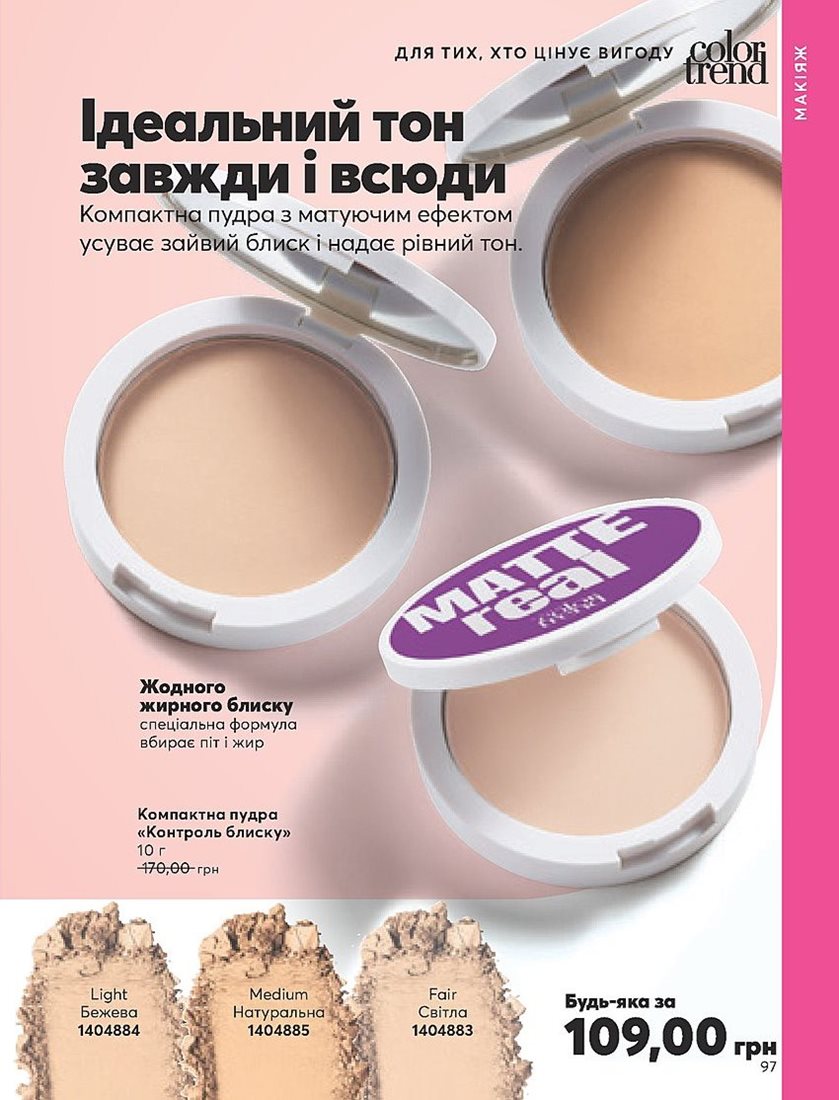 ДЛЯ ТИХ, ХТО ЦІНУЄ ВИГОДУ
color
trend
МАКІЯЖ
Ідеальний тон
завжди і всюди
Компактна пудра з матуючим ефектом
усуває зайвий блиск і надає рівний тон.
MATTE
real
color
trend
Жодного
жирного блиску
спеціальна формула
вбирає піт і жир
Компактна пудра
«Контроль блиску»
10 г
170,00 грн
Light
Бежева
1404884
Medium
Натуральна
1404885
Fair
Світла
1404883
Будь-яка за
109,00 грн
97